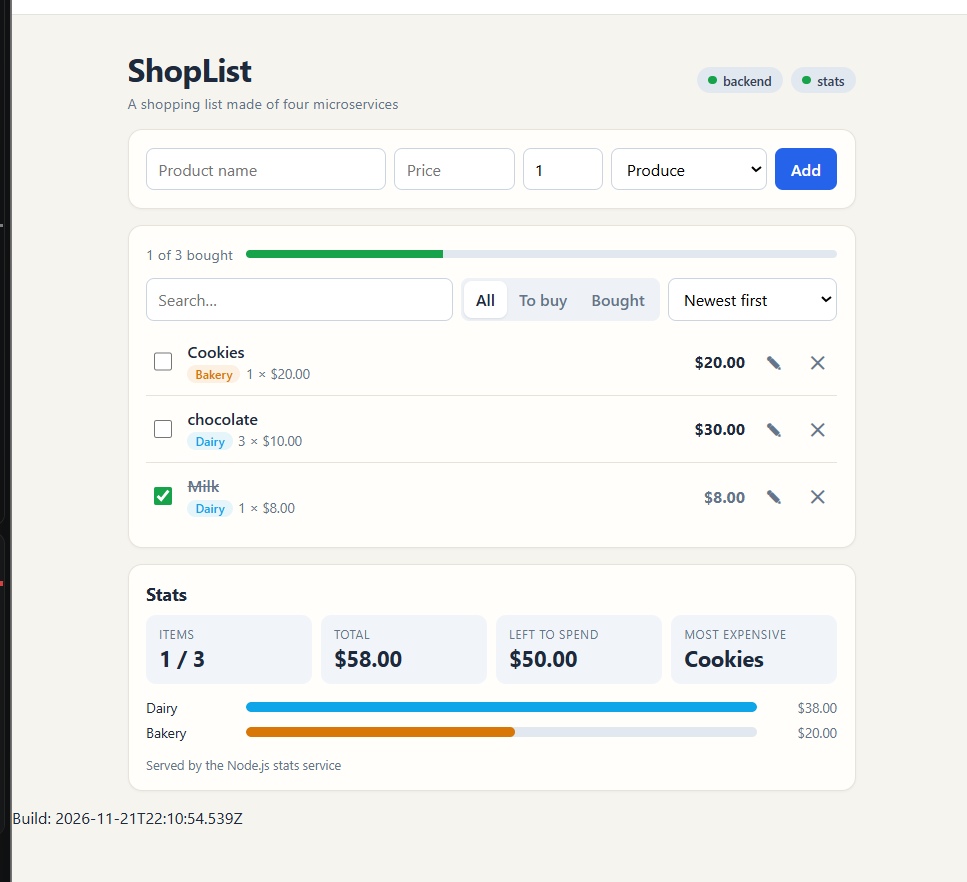 ShopList
backend
stats
A shopping list made of four microservices
Product name
Price
1
Produce
Add
1 of 3 bought
Search...
All
To buy
Bought
Newest first
Cookies
Bakery 1 × $20.00
$20.00
chocolate
Dairy 3 × $10.00
$30.00
Milk
Dairy 1 × $8.00
$8.00
Stats
ITEMS
1 / 3
TOTAL
$58.00
LEFT TO SPEND
$50.00
MOST EXPENSIVE
Cookies
Dairy $38.00
Bakery $20.00
Served by the Node.js stats service
Build: 2026-11-21T22:10:54.539Z